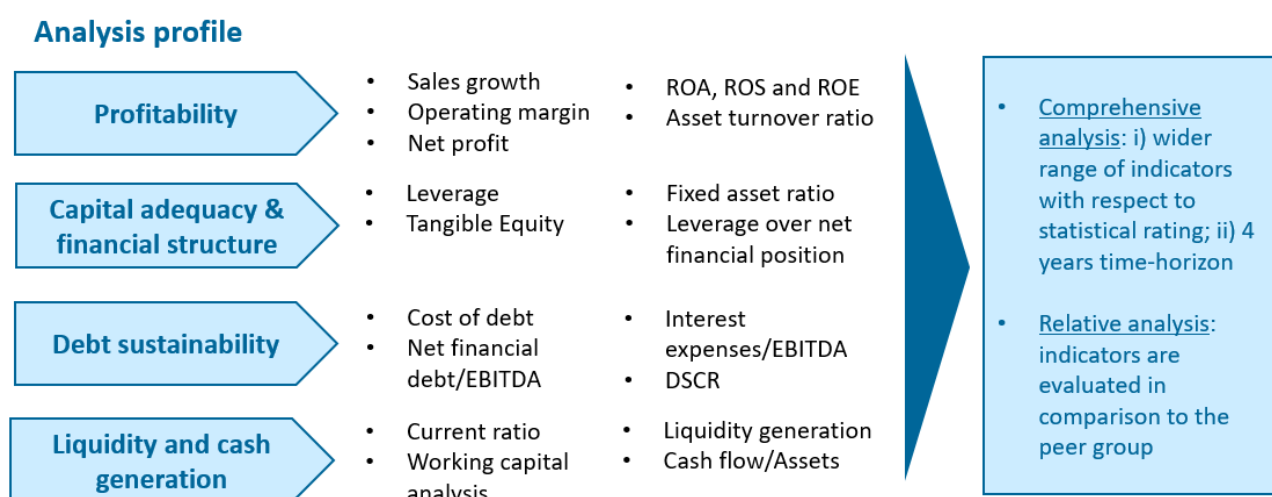 Analysis profile
Profitability
• Sales growth
• Operating margin
• Net profit
• ROA, ROS and ROE
• Asset turnover ratio
Capital adequacy &
financial structure
• Leverage
• Tangible Equity
• Fixed asset ratio
• Leverage over net
financial position
Debt sustainability
• Cost of debt
• Net financial
debt/EBITDA
• Interest
expenses/EBITDA
• DSCR
Liquidity and cash
generation
• Current ratio
• Working capital
analysis
• Liquidity generation
• Cash flow/Assets
• Comprehensive
analysis: i) wider
range of indicators
with respect to
statistical rating; ii) 4
years time-horizon
• Relative analysis:
indicators are
evaluated in
comparison to the
peer group